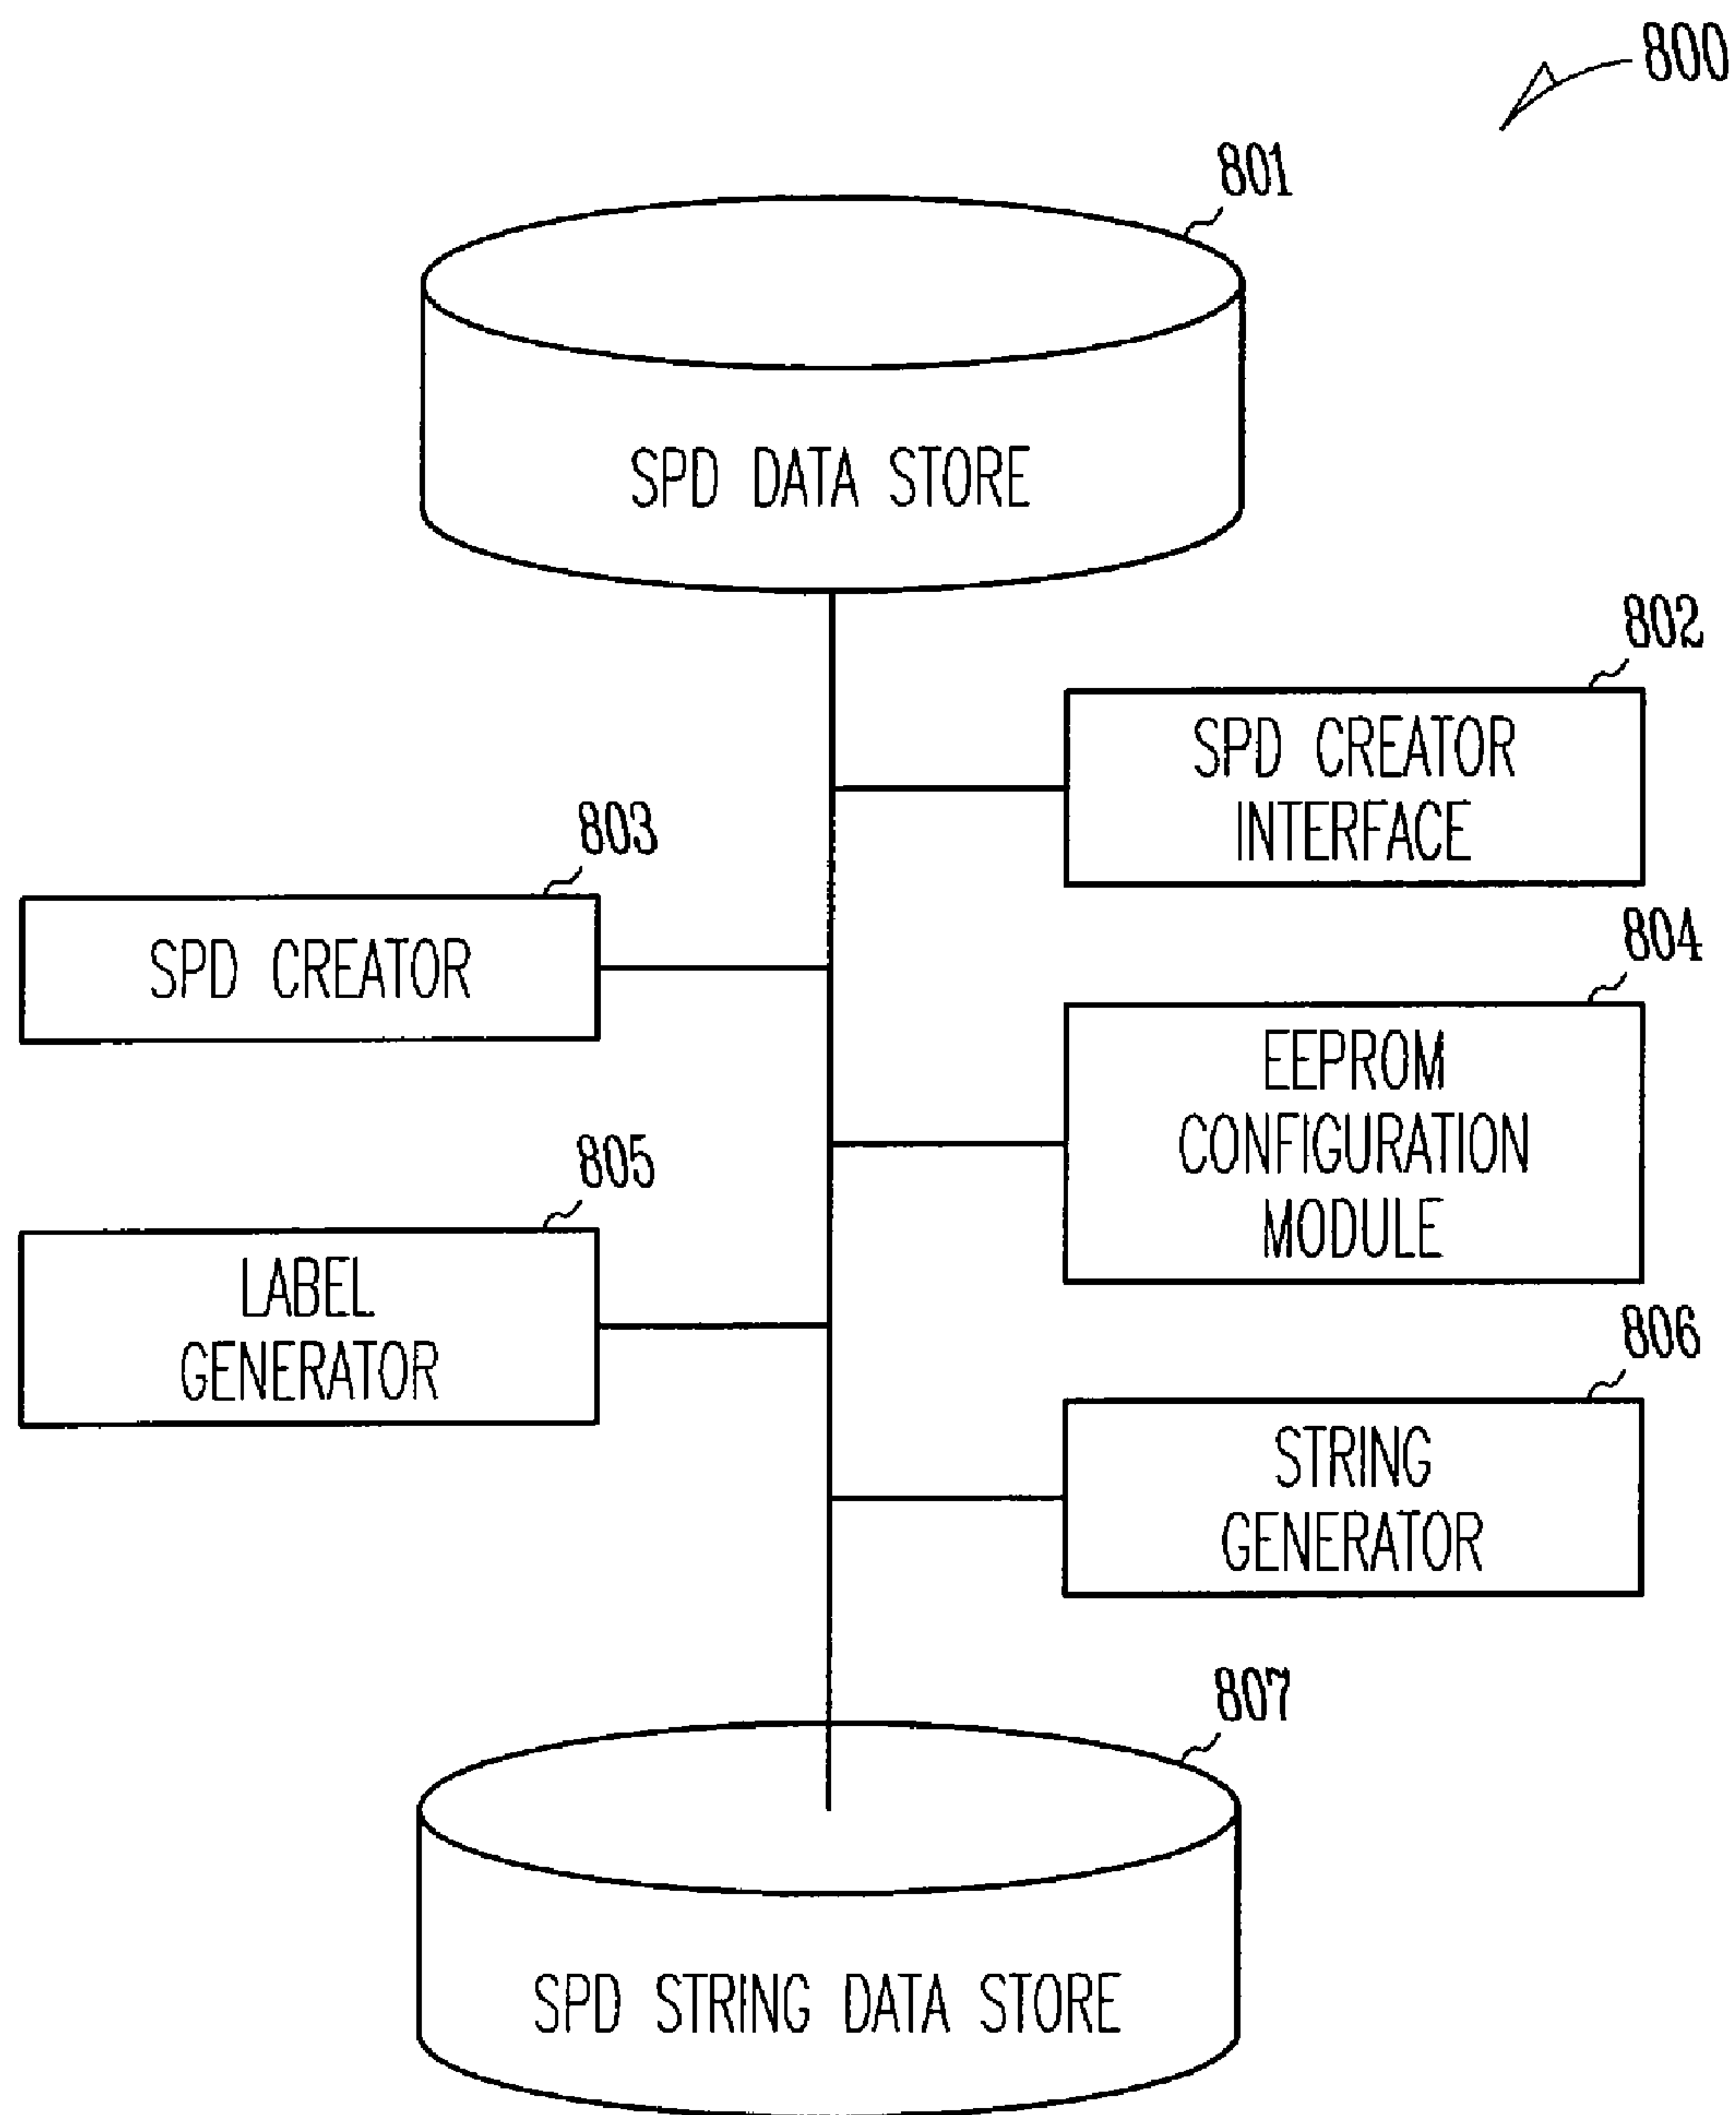 800
801
SPD DATA STORE
802
SPD CREATOR
INTERFACE
803
SPD CREATOR
804
EEPROM
CONFIGURATION
MODULE
805
LABEL
GENERATOR
806
STRING
GENERATOR
807
SPD STRING DATA STORE